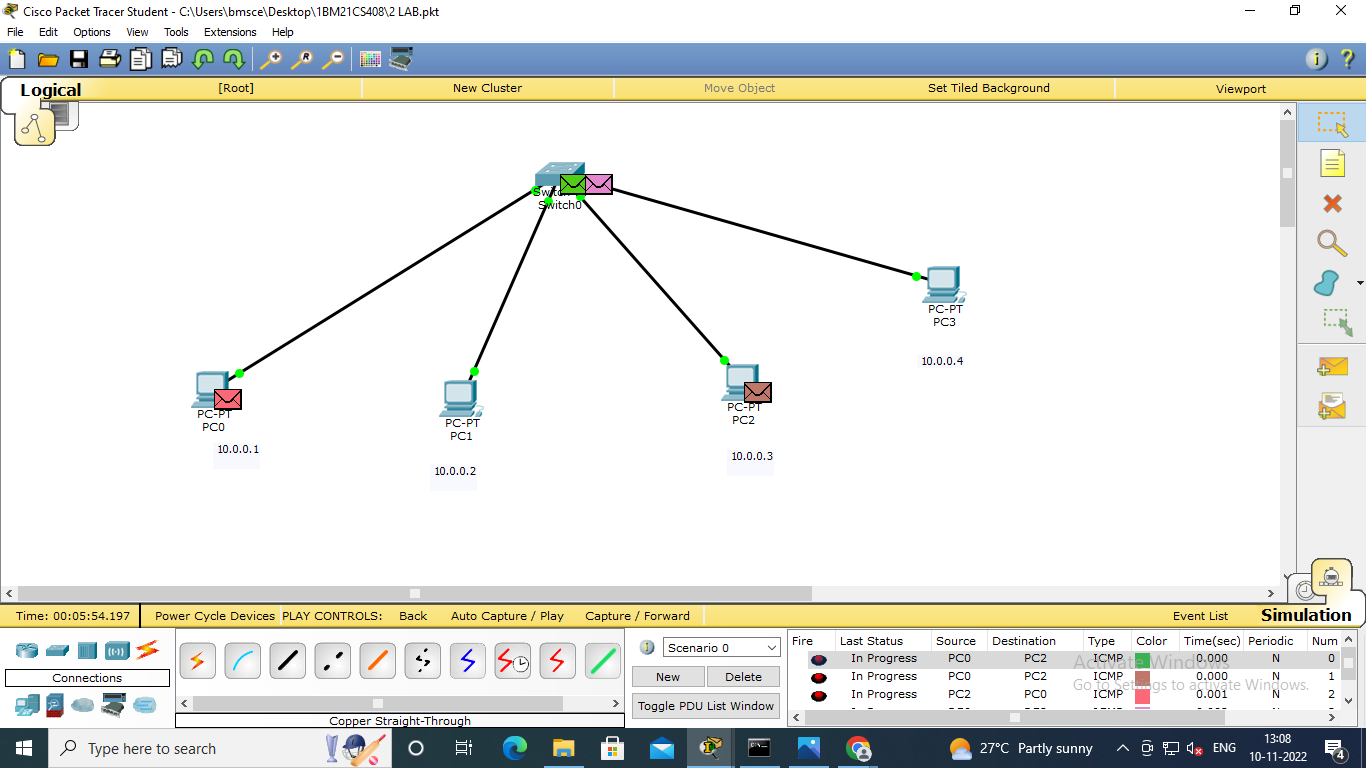 Cisco Packet Tracer Student - C:\Users\bmsce\Desktop\1BM21CS408\2 LAB.pkt
File Edit Options View Tools Extensions Help
Logical [Root] New Cluster Move Object Set Tiled Background Viewport
Switch0
PC-PT
PC3
10.0.0.4
PC-PT
PC0
10.0.0.1
PC-PT
PC1
10.0.0.2
PC-PT
PC2
10.0.0.3
Time: 00:05:54.197 Power Cycle Devices PLAY CONTROLS: Back Auto Capture / Play Capture / Forward Event List Simulation
Connections
Copper Straight-Through
Scenario 0
New Delete
Toggle PDU List Window
Fire Last Status Source Destination Type Color Time(sec) Periodic Num
In Progress PC0 PC2 ICMP 0.000 N 0
In Progress PC0 PC2 ICMP 0.000 N 1
In Progress PC2 PC0 ICMP 0.001 N 2
Activate Windows
Go to Settings to activate Windows.
Type here to search
27°C Partly sunny
ENG
13:08
10-11-2022
4